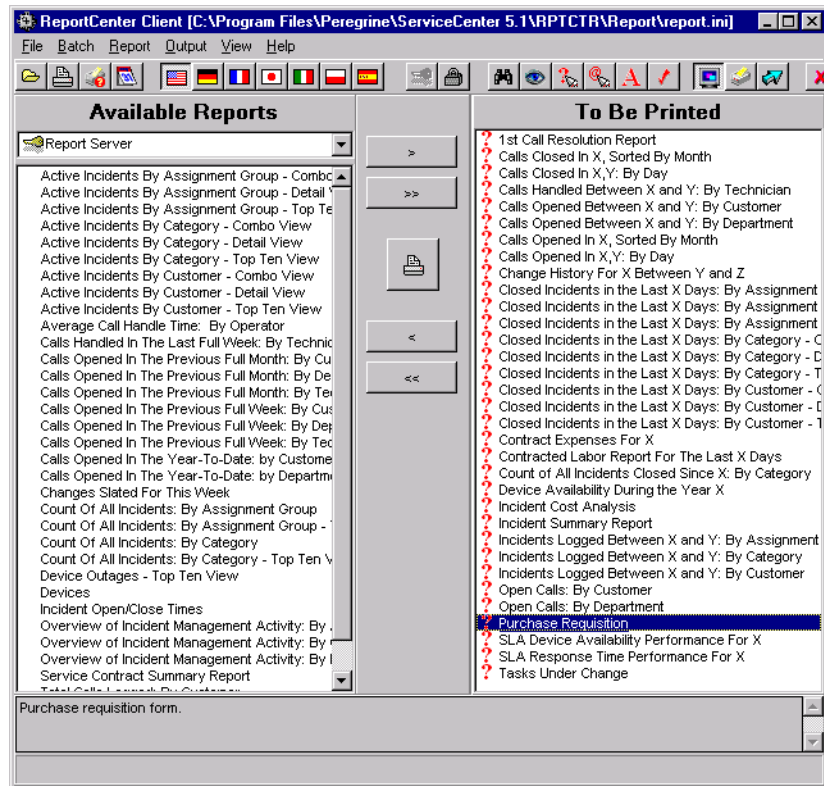 ReportCenter Client [C:\Program Files\Peregrine\ServiceCenter 5.1\RPTCTR\Report\report.ini]
File Batch Report Output View Help
Available Reports
Report Server
Active Incidents By Assignment Group - Combo
Active Incidents By Assignment Group - Detail
Active Incidents By Assignment Group - Top Te
Active Incidents By Category - Combo View
Active Incidents By Category - Detail View
Active Incidents By Category - Top Ten View
Active Incidents By Customer - Combo View
Active Incidents By Customer - Detail View
Active Incidents By Customer - Top Ten View
Average Call Handle Time: By Operator
Calls Handled In The Last Full Week: By Technic
Calls Opened In The Previous Full Month: By Cu
Calls Opened In The Previous Full Month: By De
Calls Opened In The Previous Full Month: By Te
Calls Opened In The Previous Full Week: By Cus
Calls Opened In The Previous Full Week: By Dep
Calls Opened In The Previous Full Week: By Tec
Calls Opened In The Year-To-Date: by Custome
Calls Opened In The Year-To-Date: by Departm
Changes Slated For This Week
Count Of All Incidents: By Assignment Group
Count Of All Incidents: By Assignment Group -
Count Of All Incidents: By Category
Count Of All Incidents: By Category - Top Ten V
Device Outages - Top Ten View
Devices
Incident Open/Close Times
Overview of Incident Management Activity: By
Overview of Incident Management Activity: By
Overview of Incident Management Activity: By
Service Contract Summary Report
Total Calls Logged: By Customer
>
>>
<
<<
To Be Printed
? 1st Call Resolution Report
? Calls Closed In X, Sorted By Month
? Calls Closed In X,Y: By Day
? Calls Handled Between X and Y: By Technician
? Calls Opened Between X and Y: By Customer
? Calls Opened Between X and Y: By Department
? Calls Opened In X, Sorted By Month
? Calls Opened In X,Y: By Day
? Change History For X Between Y and Z
? Closed Incidents in the Last X Days: By Assignment
? Closed Incidents in the Last X Days: By Assignment
? Closed Incidents in the Last X Days: By Assignment
? Closed Incidents in the Last X Days: By Category - C
? Closed Incidents in the Last X Days: By Category - D
? Closed Incidents in the Last X Days: By Category - T
? Closed Incidents in the Last X Days: By Customer - C
? Closed Incidents in the Last X Days: By Customer - D
? Closed Incidents in the Last X Days: By Customer - T
? Contract Expenses For X
? Contracted Labor Report For The Last X Days
? Count of All Incidents Closed Since X: By Category
? Device Availability During the Year X
? Incident Cost Analysis
? Incident Summary Report
? Incidents Logged Between X and Y: By Assignment
? Incidents Logged Between X and Y: By Category
? Incidents Logged Between X and Y: By Customer
? Open Calls: By Customer
? Open Calls: By Department
? Purchase Requisition
? SLA Device Availability Performance For X
? SLA Response Time Performance For X
? Tasks Under Change
Purchase requisition form.